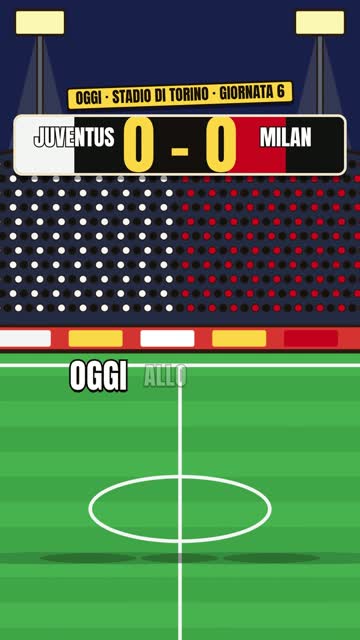 OGGI · STADIO DI TORINO · GIORNATA 6
JUVENTUS 0 - 0 MILAN
OGGI ALLO